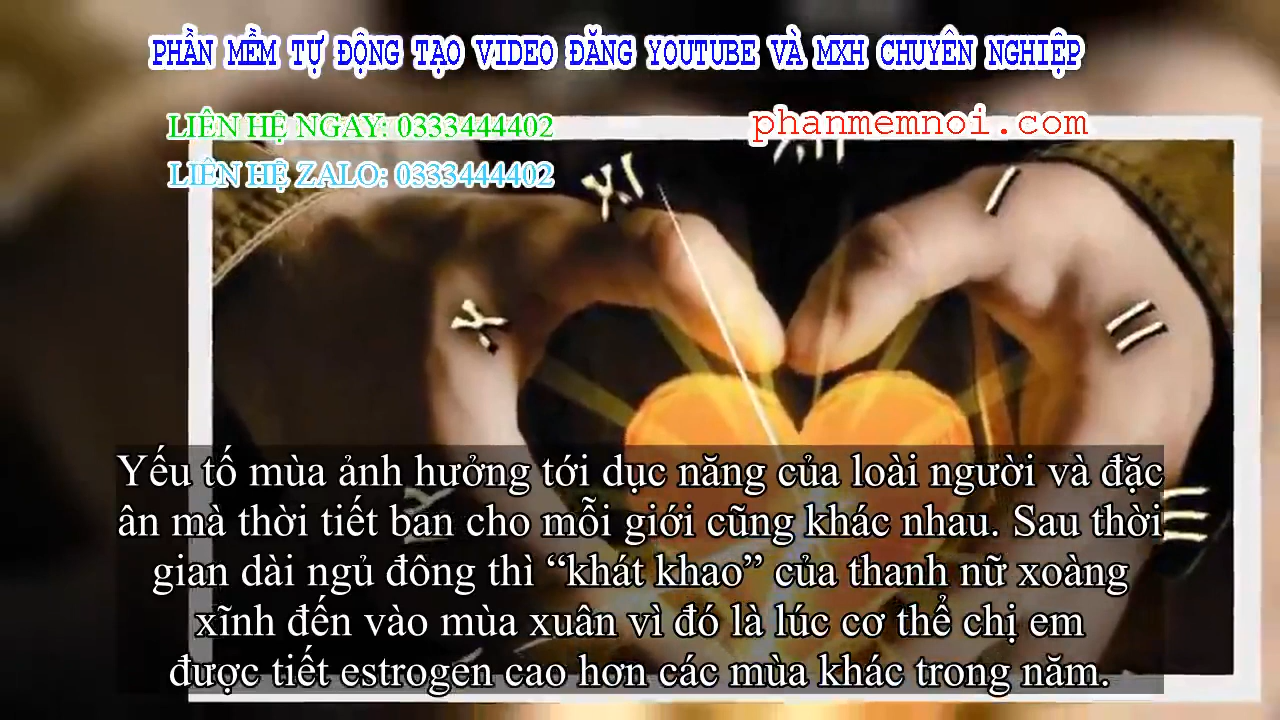 PHẦN MỀM TỰ ĐỘNG TẠO VIDEO ĐĂNG YOUTUBE VÀ MXH CHUYÊN NGHIỆP
LIÊN HỆ NGAY: 0333444402
phanmemnoi.com
LIÊN HỆ ZALO: 0333444402
XII
XI
I
X
II
III
Yếu tố mùa ảnh hưởng tới dục năng của loài người và đặc
ân mà thời tiết ban cho mỗi giới cũng khác nhau. Sau thời
gian dài ngủ đông thì “khát khao” của thanh nữ xoàng
xĩnh đến vào mùa xuân vì đó là lúc cơ thể chị em
được tiết estrogen cao hơn các mùa khác trong năm.